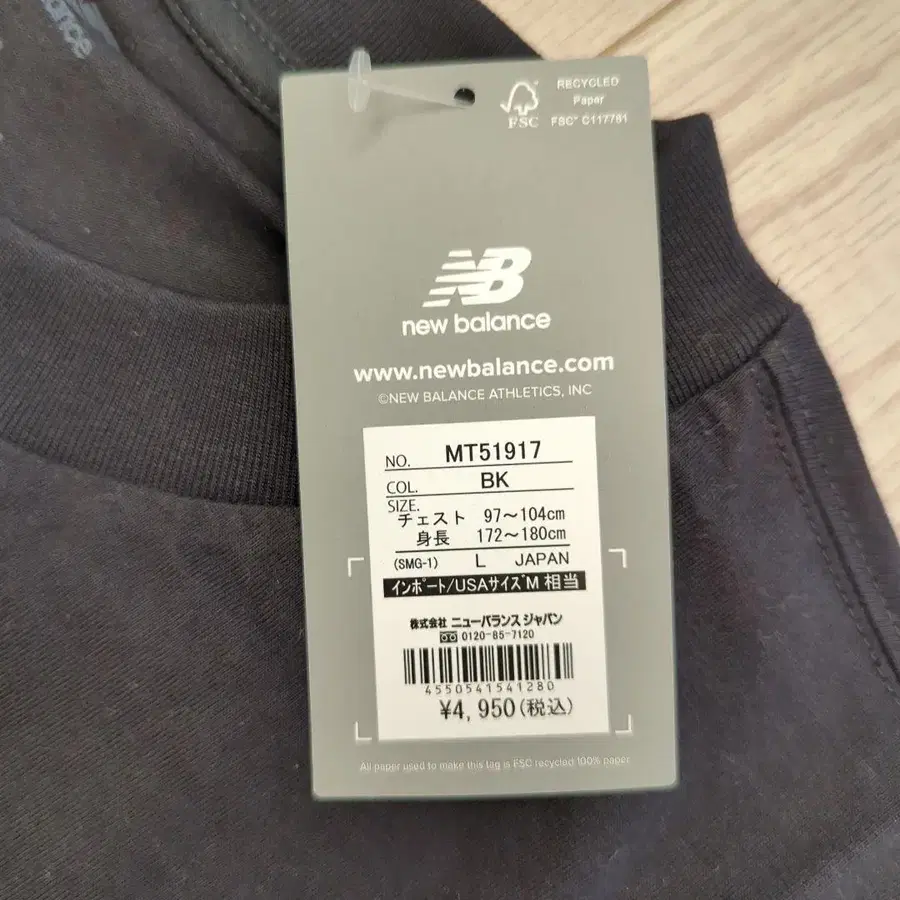 ance
RECYCLED
Paper
FSC® C117781
FSC
NB
new balance
www.newbalance.com
©NEW BALANCE ATHLETICS, INC
NO. MT51917
COL. BK
SIZE.
チェスト 97～104cm
身長 172～180cm
(SMG-1) L JAPAN
インポート/USAサイズM 相当
株式会社 ニューバランス ジャパン
0120-85-7120
4550541541280
¥4,950(税込)
All paper used to make this tag is FSC recycled 100% paper